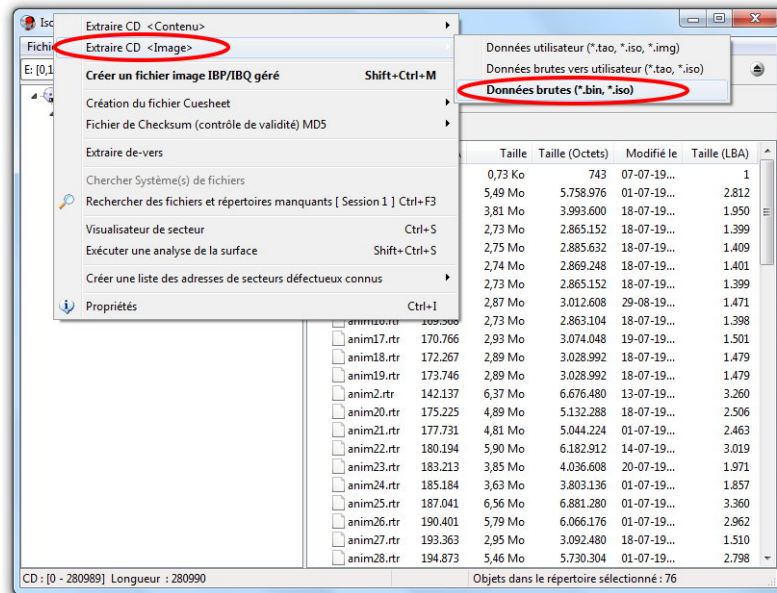 Iso
Fichi
E: [0,1
Extraire CD <Contenu>
Extraire CD <Image>
Créer un fichier image IBP/IBQ géré Shift+Ctrl+M
Création du fichier Cuesheet
Fichier de Checksum (contrôle de validité) MD5
Extraire de-vers
Chercher Système(s) de fichiers
Rechercher des fichiers et répertoires manquants [ Session 1 ] Ctrl+F3
Visualisateur de secteur Ctrl+S
Exécuter une analyse de la surface Shift+Ctrl+S
Créer une liste des adresses de secteurs défectueux connus
Propriétés Ctrl+I
Données utilisateur (*.tao, *.iso, *.img)
Données brutes vers utilisateur (*.tao, *.iso)
Données brutes (*.bin, *.iso)
Taille Taille (Octets) Modifié le Taille (LBA)
0,73 Ko 743 07-07-19... 1
5,49 Mo 5.758.976 01-07-19... 2.812
3,81 Mo 3.993.600 18-07-19... 1.950
2,73 Mo 2.865.152 18-07-19... 1.399
2,75 Mo 2.885.632 18-07-19... 1.409
2,74 Mo 2.869.248 18-07-19... 1.401
2,73 Mo 2.865.152 18-07-19... 1.399
2,87 Mo 3.012.608 29-08-19... 1.471
anim16.rtr 169.368 2,73 Mo 2.863.104 18-07-19... 1.398
anim17.rtr 170.766 2,93 Mo 3.074.048 19-07-19... 1.501
anim18.rtr 172.267 2,89 Mo 3.028.992 18-07-19... 1.479
anim19.rtr 173.746 2,89 Mo 3.028.992 18-07-19... 1.479
anim2.rtr 142.137 6,37 Mo 6.676.480 13-07-19... 3.260
anim20.rtr 175.225 4,89 Mo 5.132.288 18-07-19... 2.506
anim21.rtr 177.731 4,81 Mo 5.044.224 01-07-19... 2.463
anim22.rtr 180.194 5,90 Mo 6.182.912 14-07-19... 3.019
anim23.rtr 183.213 3,85 Mo 4.036.608 20-07-19... 1.971
anim24.rtr 185.184 3,63 Mo 3.803.136 01-07-19... 1.857
anim25.rtr 187.041 6,56 Mo 6.881.280 01-07-19... 3.360
anim26.rtr 190.401 5,79 Mo 6.066.176 01-07-19... 2.962
anim27.rtr 193.363 2,95 Mo 3.092.480 18-07-19... 1.510
anim28.rtr 194.873 5,46 Mo 5.730.304 01-07-19... 2.798
CD : [0 - 280989] Longueur : 280990 Objets dans le répertoire sélectionné : 76